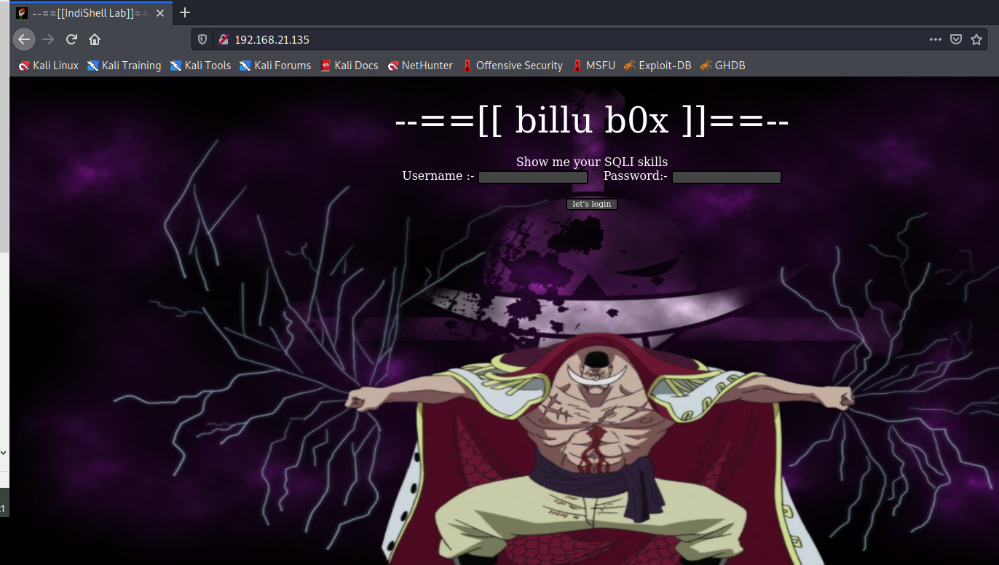 --==[[IndiShell Lab]]==
192.168.21.135
Kali Linux Kali Training Kali Tools Kali Forums Kali Docs NetHunter Offensive Security MSFU Exploit-DB GHDB
--==[[ billu b0x ]]==--
Show me your SQLI skills
Username :- Password:-
let's login